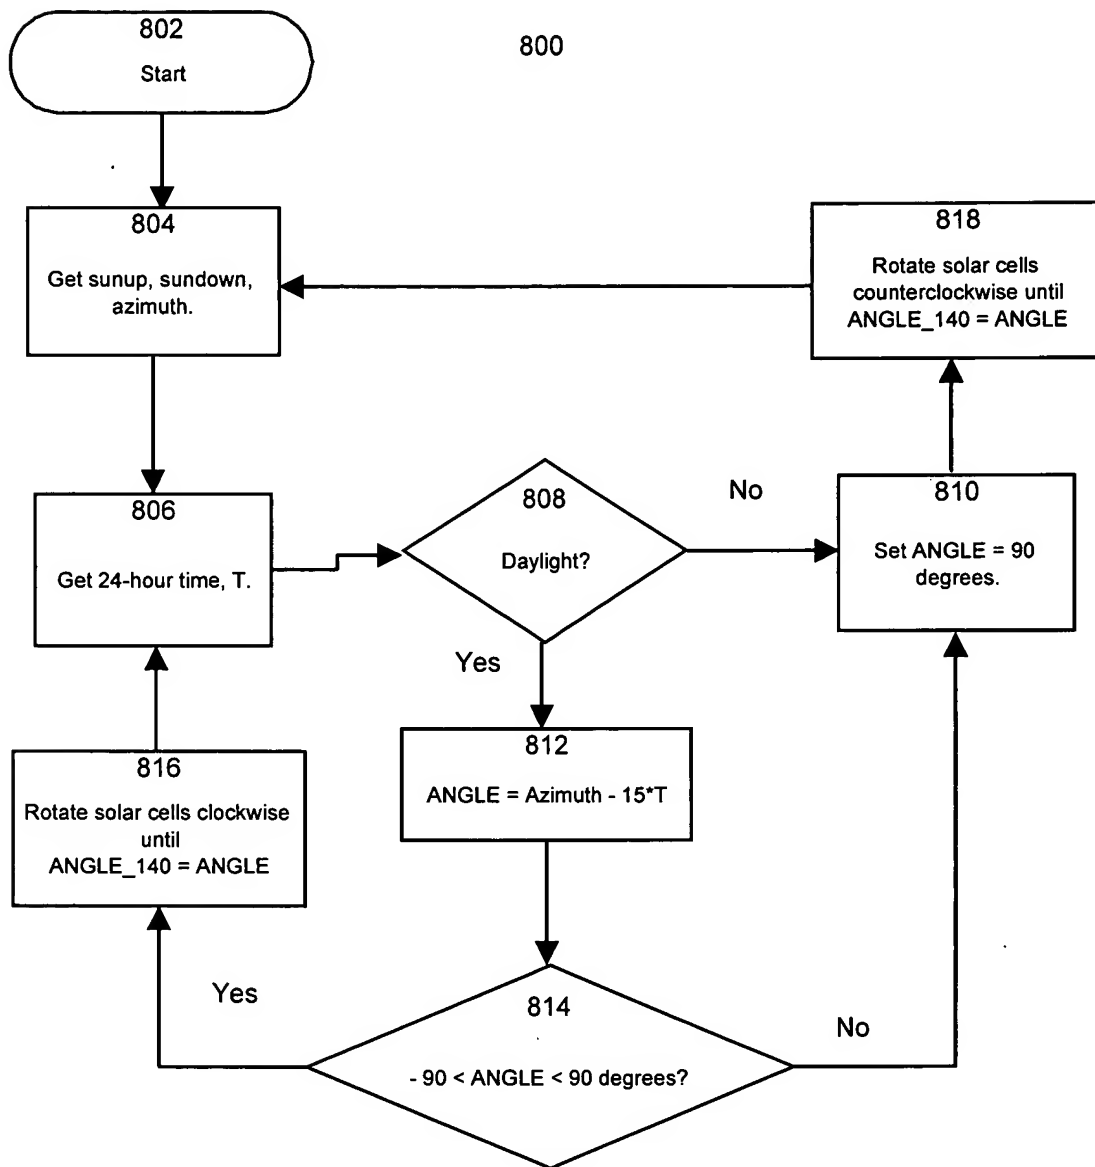 802
Start
800
804
Get sunup, sundown,
azimuth.
818
Rotate solar cells
counterclockwise until
ANGLE_140 = ANGLE
806
Get 24-hour time, T.
808
Daylight?
No
810
Set ANGLE = 90
degrees.
Yes
812
ANGLE = Azimuth - 15*T
816
Rotate solar cells clockwise
until
ANGLE_140 = ANGLE
Yes
814
- 90 < ANGLE < 90 degrees?
No